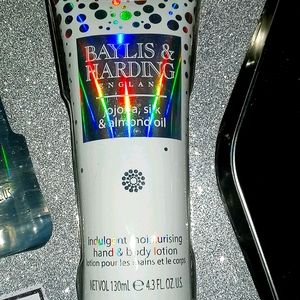 BAYLIS &
HARDING
ENGLAND
jojoba, silk
& almond oil
indulgent moisturising
hand & body lotion
lotion pour les mains et le corps
NET VOL 130mL e 4.3 FL. OZ. U.S.